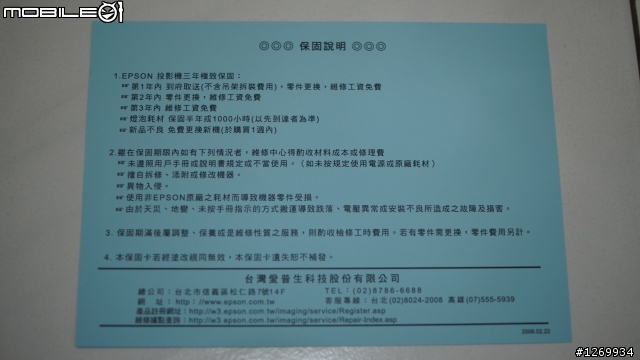 MOBILE01
◎◎◎ 保固說明 ◎◎◎
1.EPSON 投影機三年極致保固：
☞ 第1年內 到府取送(不含吊架拆裝費用)，零件更換，維修工資免費
☞ 第2年內 零件更換，維修工資免費
☞ 第3年內 維修工資免費
☞ 燈泡耗材 保固半年或1000小時(以先到達者為準)
☞ 新品不良 免費更換新機(於購買1週內)
2.雖在保固期限內如有下列情況者，維修中心得酌收材料成本或修理費
☞ 未遵照用戶手冊或說明書規定或不當使用。(如未按規定使用電源或原廠耗材)
☞ 擅自拆修、添附或修改機器。
☞ 異物入侵。
☞ 使用非EPSON原廠之耗材而導致機器零件受損。
☞ 由於天災、地變、未按手冊指示的方式搬運導致跌落、電壓異常或安裝不良所造成之故障及損害。
3. 保固期滿後屬調整、保養或是維修性質之服務，則酌收檢修工時費用。若有零件需更換，零件費用另計。
4. 本保固卡若經塗改視同無效，本保固卡遺失恕不補發。
台灣愛普生科技股份有限公司
總公司：台北市信義區松仁路7號14F TEL：(02)8786-6688
網 址：http：//www.epson.com.tw 客服專線：台北(02)8024-2008 高雄(07)555-5939
產品註冊網址：http://w3.epson.com.tw/imaging/service/Register.asp
維修據點查詢：http://w3.epson.com.tw/imaging/service/Repair-Index.asp
2008.02.22
#1269934